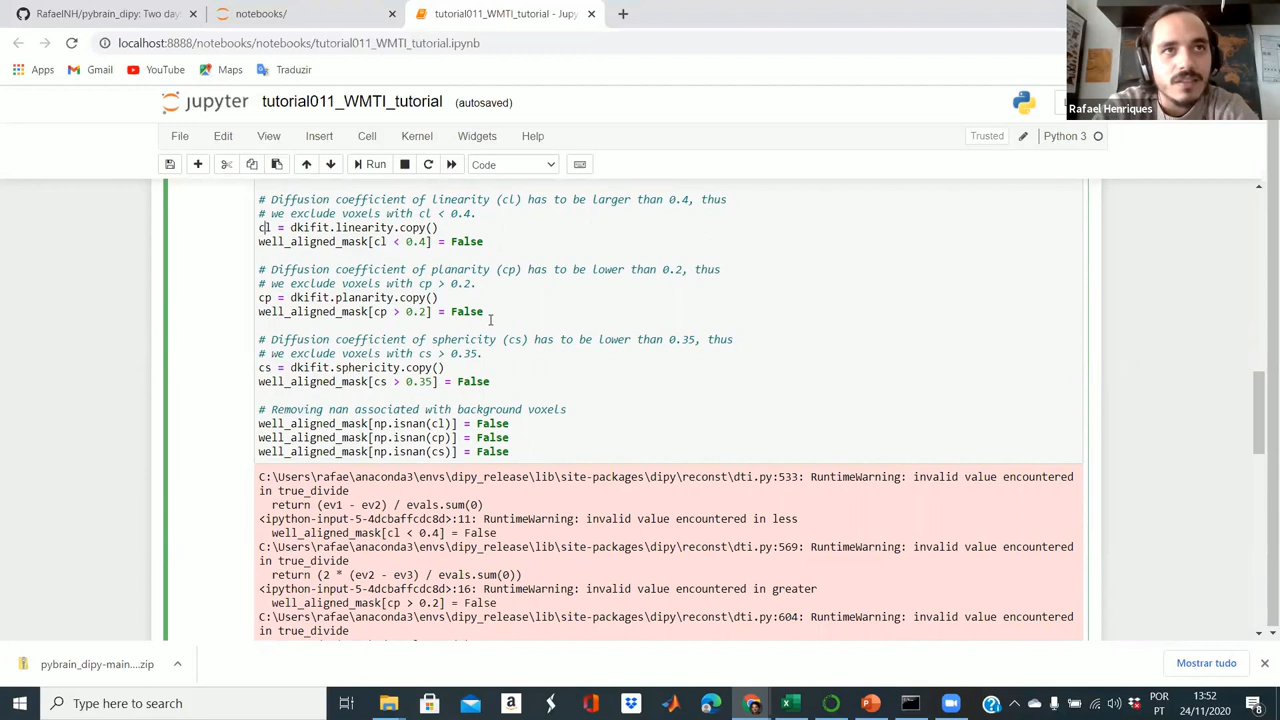 RafaelNH/pybrain_dipy: Two day
notebooks/
tutorial011_WMTI_tutorial - Jupy
localhost:8888/notebooks/notebooks/tutorial011_WMTI_tutorial.ipynb
Apps Gmail YouTube Maps Traduzir
Rafael Henriques
jupyter tutorial011_WMTI_tutorial (autosaved)
File Edit View Insert Cell Kernel Widgets Help
Trusted Python 3
Run Code
# Diffusion coefficient of linearity (cl) has to be larger than 0.4, thus
# we exclude voxels with cl < 0.4.
cl = dkifit.linearity.copy()
well_aligned_mask[cl < 0.4] = False
# Diffusion coefficient of planarity (cp) has to be lower than 0.2, thus
# we exclude voxels with cp > 0.2.
cp = dkifit.planarity.copy()
well_aligned_mask[cp > 0.2] = False
# Diffusion coefficient of sphericity (cs) has to be lower than 0.35, thus
# we exclude voxels with cs > 0.35.
cs = dkifit.sphericity.copy()
well_aligned_mask[cs > 0.35] = False
# Removing nan associated with background voxels
well_aligned_mask[np.isnan(cl)] = False
well_aligned_mask[np.isnan(cp)] = False
well_aligned_mask[np.isnan(cs)] = False
C:\Users\rafae\anaconda3\envs\dipy_release\lib\site-packages\dipy\reconst\dti.py:533: RuntimeWarning: invalid value encountered
in true_divide
return (ev1 - ev2) / evals.sum(0)
<ipython-input-5-4dcbaffcdc8d>:11: RuntimeWarning: invalid value encountered in less
well_aligned_mask[cl < 0.4] = False
C:\Users\rafae\anaconda3\envs\dipy_release\lib\site-packages\dipy\reconst\dti.py:569: RuntimeWarning: invalid value encountered
in true_divide
return (2 * (ev2 - ev3) / evals.sum(0))
<ipython-input-5-4dcbaffcdc8d>:16: RuntimeWarning: invalid value encountered in greater
well_aligned_mask[cp > 0.2] = False
C:\Users\rafae\anaconda3\envs\dipy_release\lib\site-packages\dipy\reconst\dti.py:604: RuntimeWarning: invalid value encountered
in true_divide
pybrain_dipy-main....zip
Mostrar tudo
Type here to search
POR
PT
13:52
24/11/2020
8